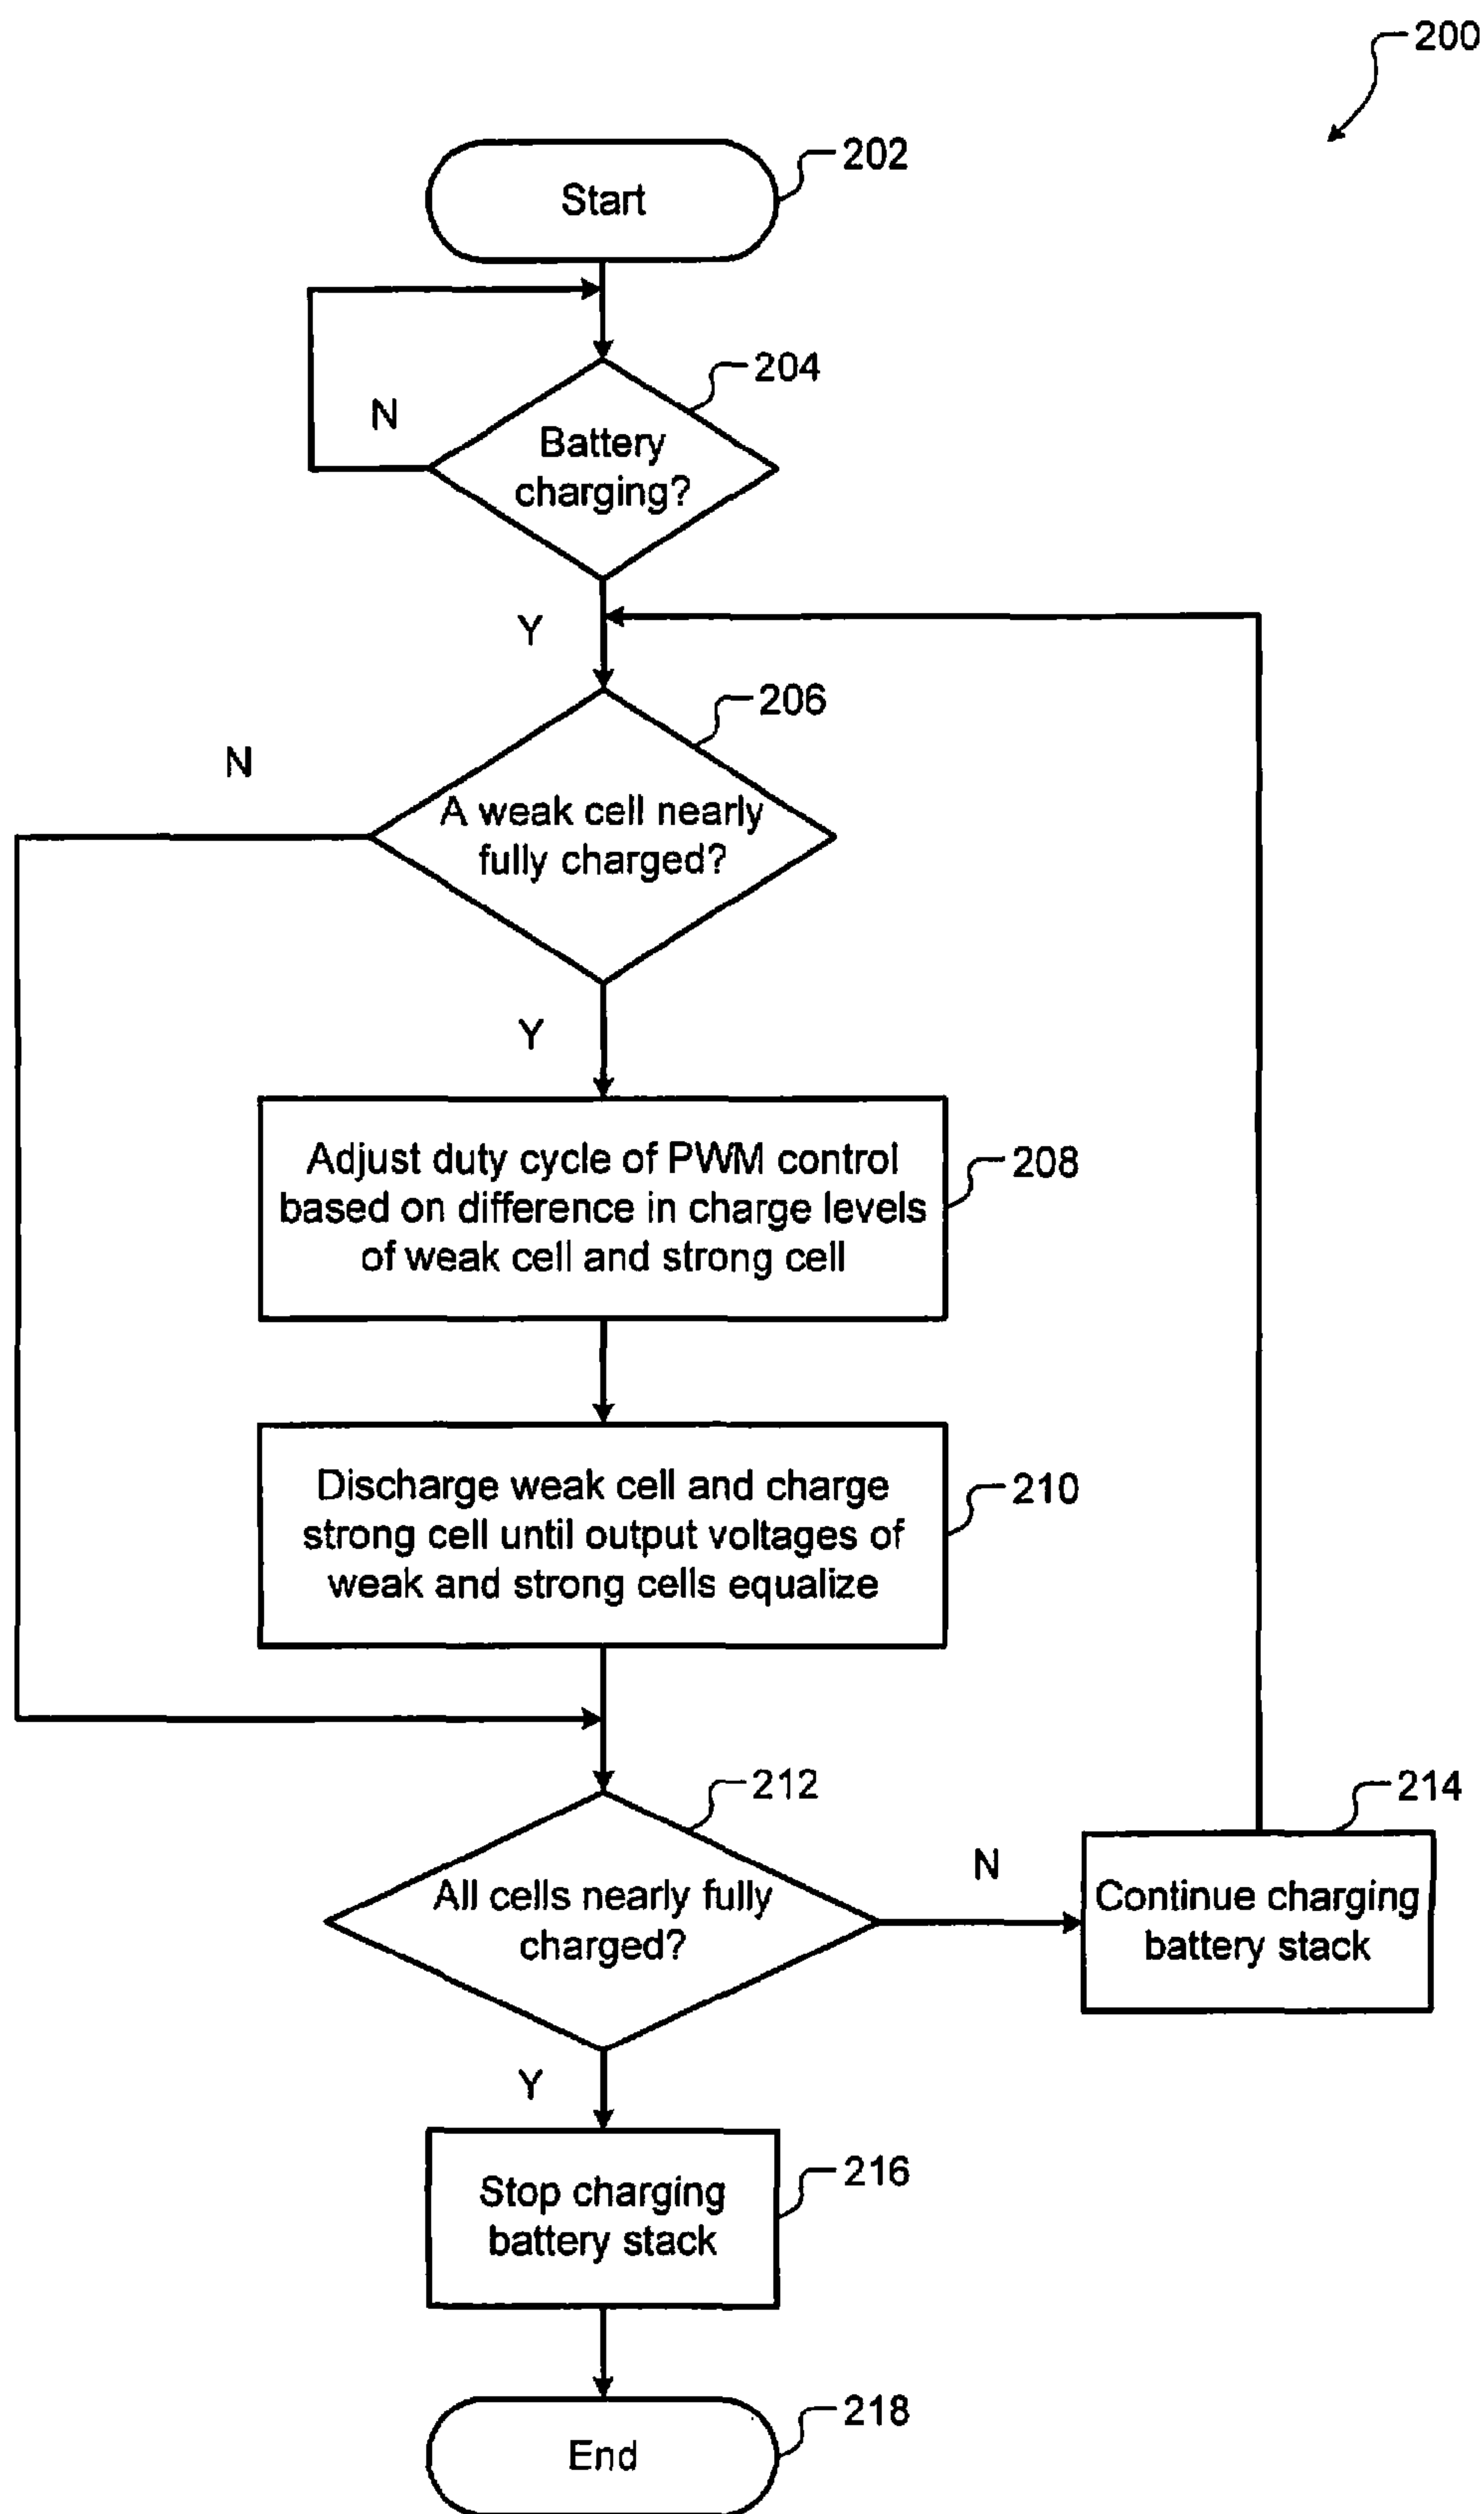 200
202
Start
204
N
Battery
charging?
Y
206
N
A weak cell nearly
fully charged?
Y
Adjust duty cycle of PWM control
based on difference in charge levels
of weak cell and strong cell
208
Discharge weak cell and charge
strong cell until output voltages of
weak and strong cells equalize
210
212
214
N
All cells nearly fully
charged?
Continue charging
battery stack
Y
216
Stop charging
battery stack
218
End